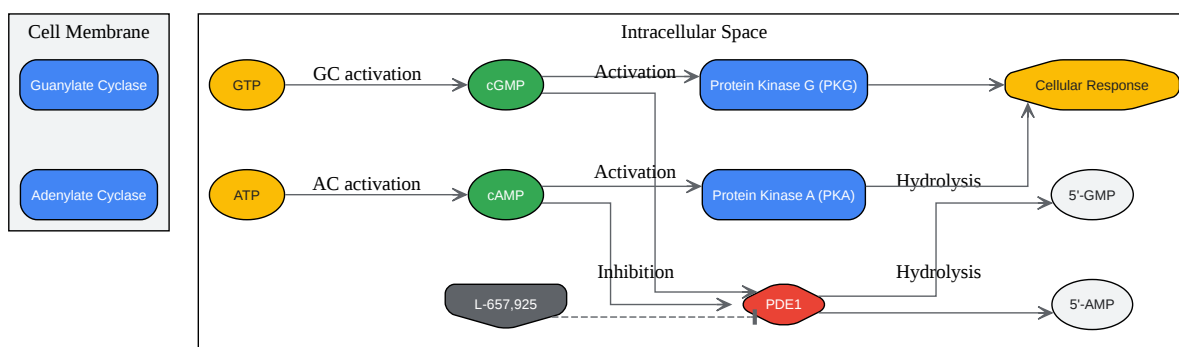 Cell Membrane
Intracellular Space
Guanylate Cyclase
GTP
GC activation
cGMP
Activation
Protein Kinase G (PKG)
Cellular Response
Adenylate Cyclase
ATP
AC activation
cAMP
Activation
Protein Kinase A (PKA)
Hydrolysis
5'-GMP
Inhibition
Hydrolysis
L-657,925
PDE1
5'-AMP